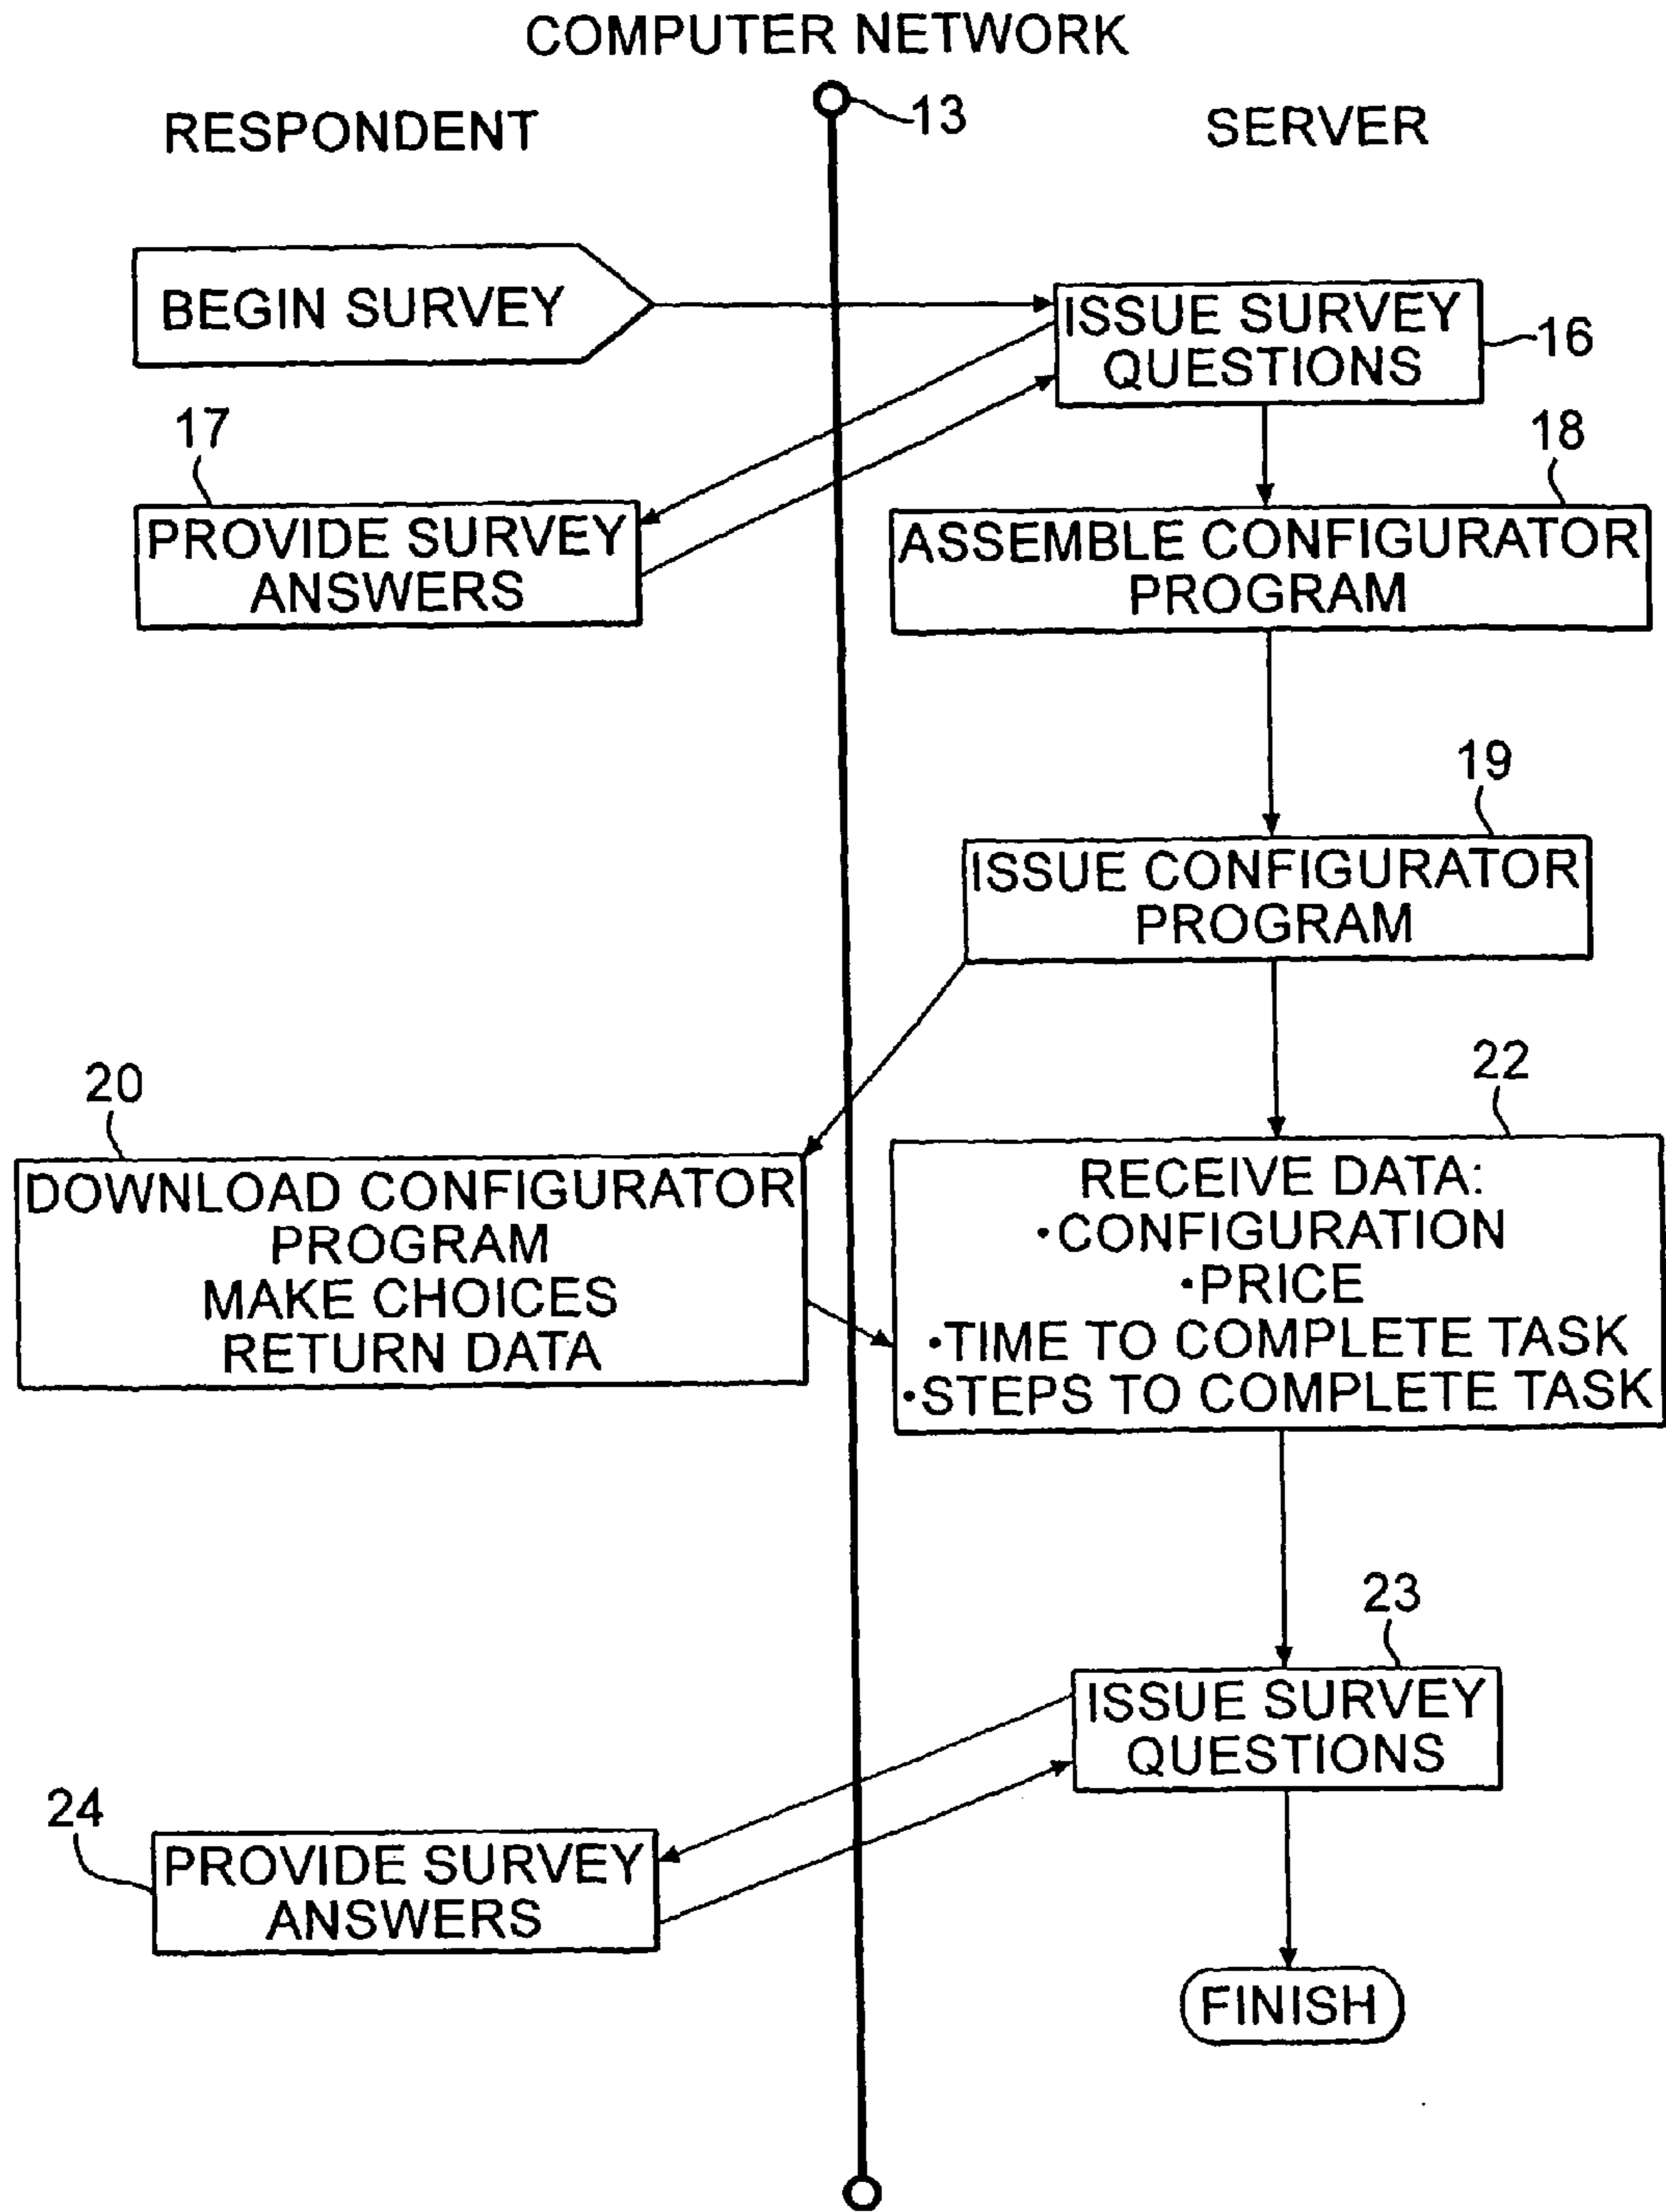 COMPUTER NETWORK
13
RESPONDENT
SERVER
BEGIN SURVEY
ISSUE SURVEY
QUESTIONS
16
17
PROVIDE SURVEY
ANSWERS
18
ASSEMBLE CONFIGURATOR
PROGRAM
19
ISSUE CONFIGURATOR
PROGRAM
20
DOWNLOAD CONFIGURATOR
PROGRAM
MAKE CHOICES
RETURN DATA
22
RECEIVE DATA:
•CONFIGURATION
•PRICE
•TIME TO COMPLETE TASK
•STEPS TO COMPLETE TASK
23
ISSUE SURVEY
QUESTIONS
24
PROVIDE SURVEY
ANSWERS
FINISH